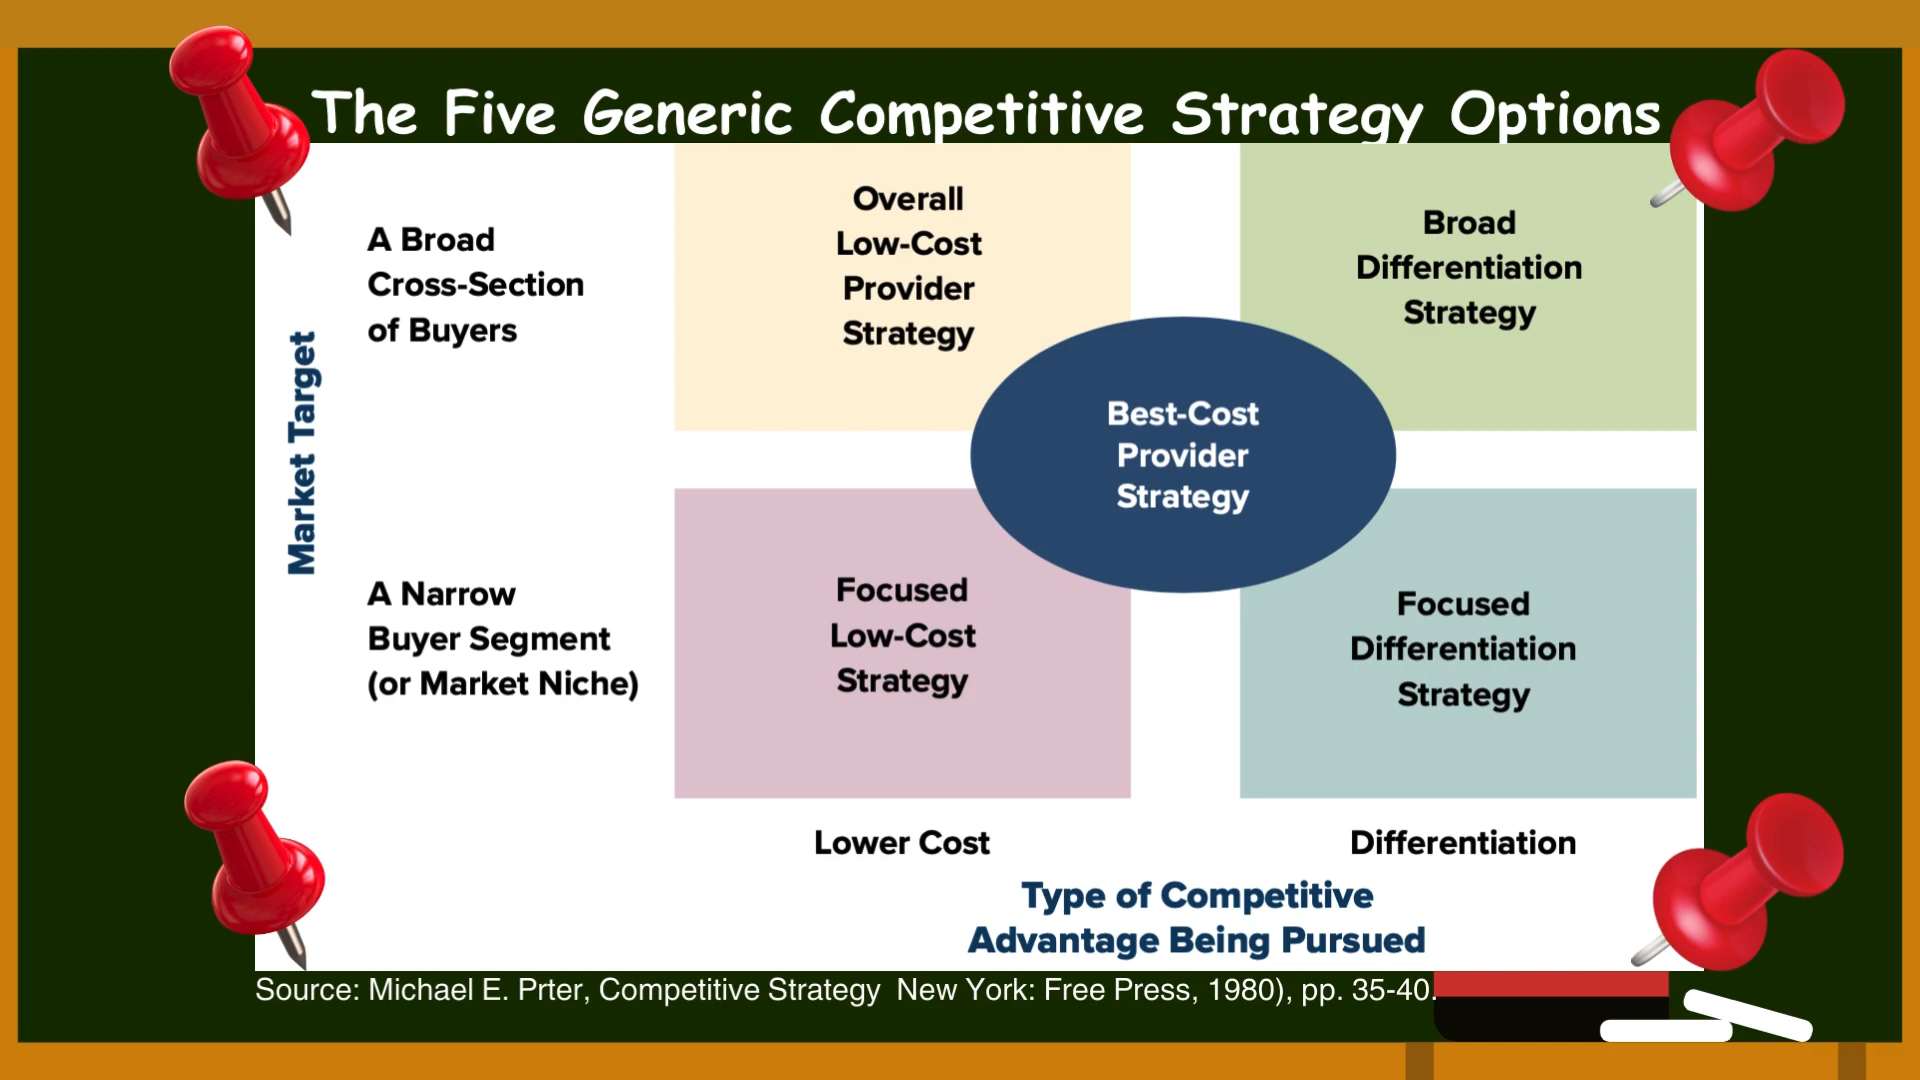 The Five Generic Competitive Strategy Options
Market Target
A Broad
Cross-Section
of Buyers
Overall
Low-Cost
Provider
Strategy
Broad
Differentiation
Strategy
Best-Cost
Provider
Strategy
A Narrow
Buyer Segment
(or Market Niche)
Focused
Low-Cost
Strategy
Focused
Differentiation
Strategy
Lower Cost
Differentiation
Type of Competitive
Advantage Being Pursued
Source: Michael E. Prter, Competitive Strategy  New York: Free Press, 1980), pp. 35-40.